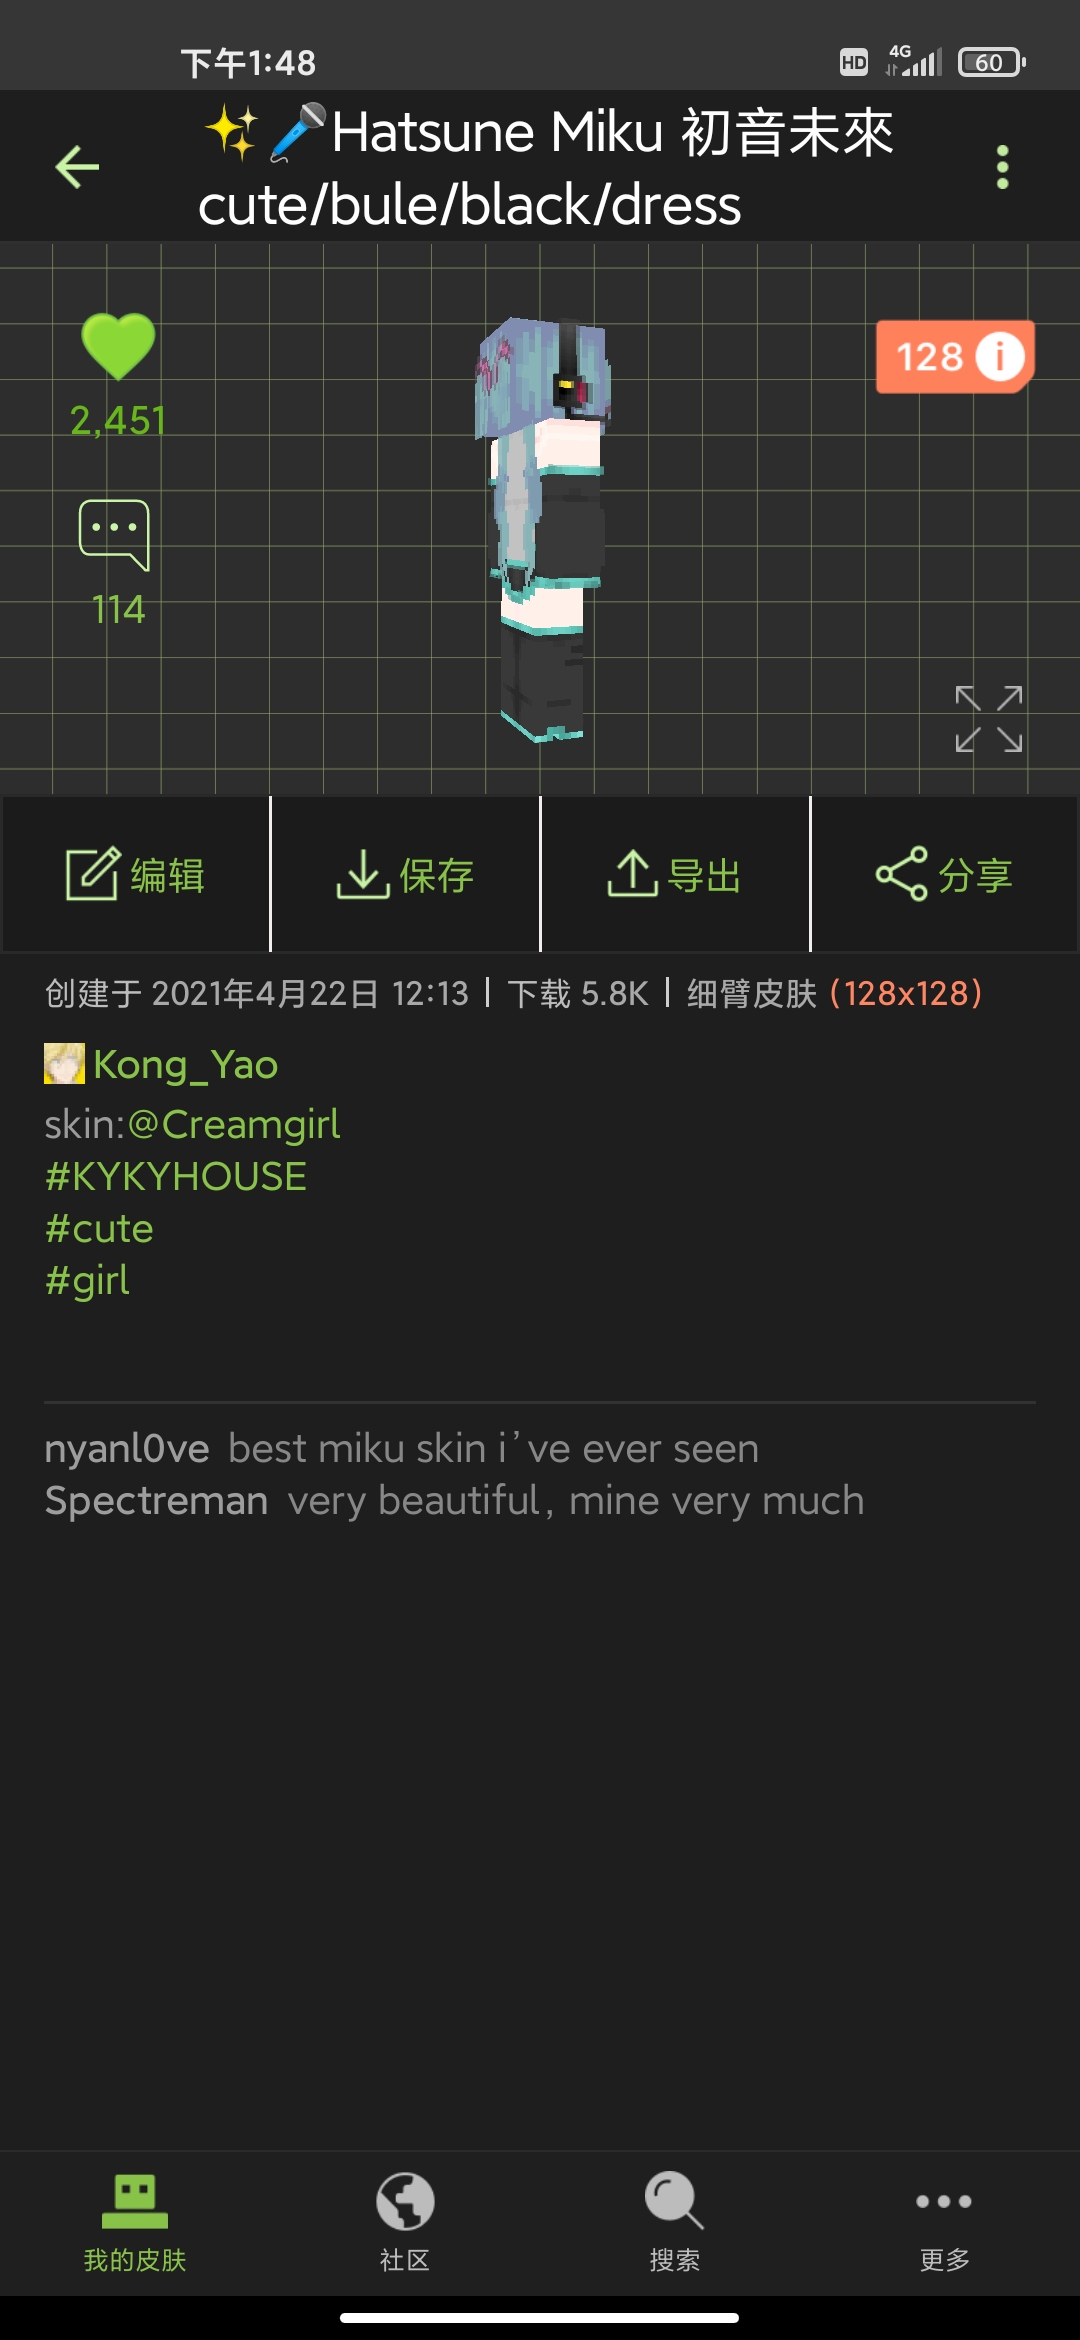 下午1:48
HD 4G 60
✨🎤Hatsune Miku 初音未來
cute/bule/black/dress
2,451
128 i
114
编辑 保存 导出 分享
创建于 2021年4月22日 12:13 | 下载 5.8K | 细臂皮肤 (128x128)
Kong_Yao
skin:@Creamgirl
#KYKYHOUSE
#cute
#girl
nyanl0ve best miku skin i’ve ever seen
Spectreman very beautiful, mine very much
我的皮肤 社区 搜索 更多